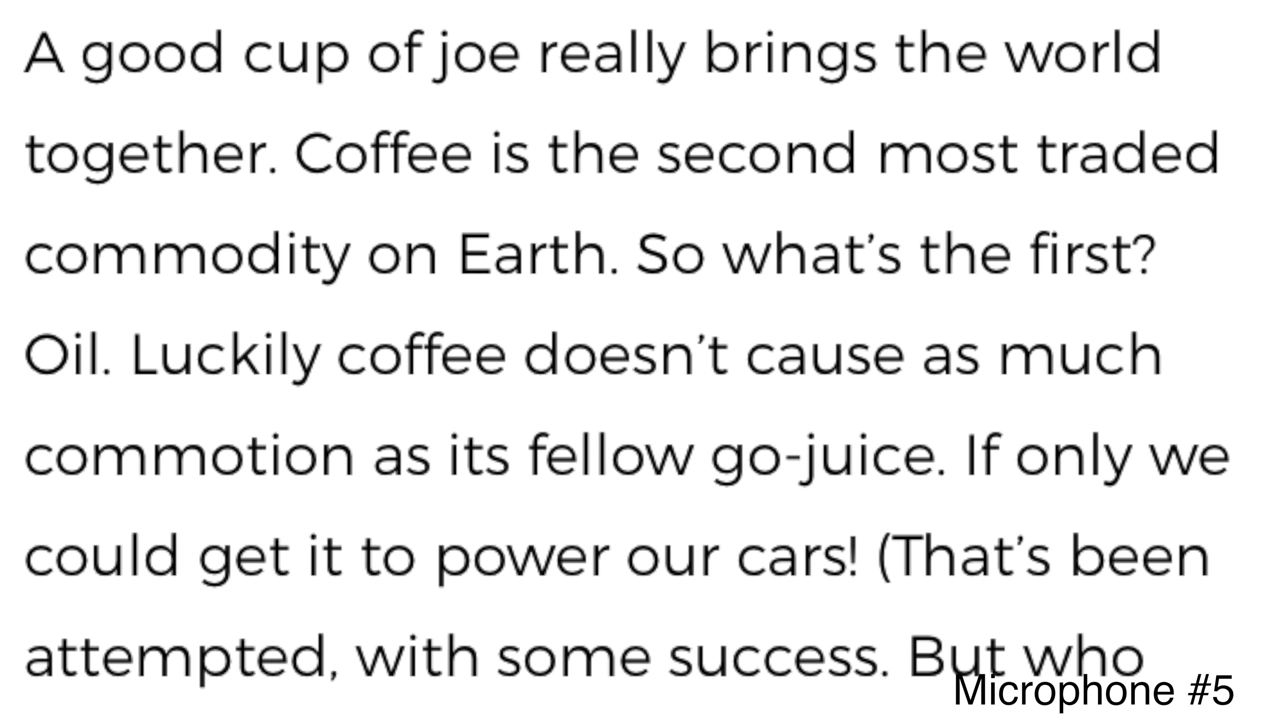 A good cup of joe really brings the world
together. Coffee is the second most traded
commodity on Earth. So what’s the first?
Oil. Luckily coffee doesn’t cause as much
commotion as its fellow go-juice. If only we
could get it to power our cars! (That’s been
attempted, with some success. But who
Microphone #5